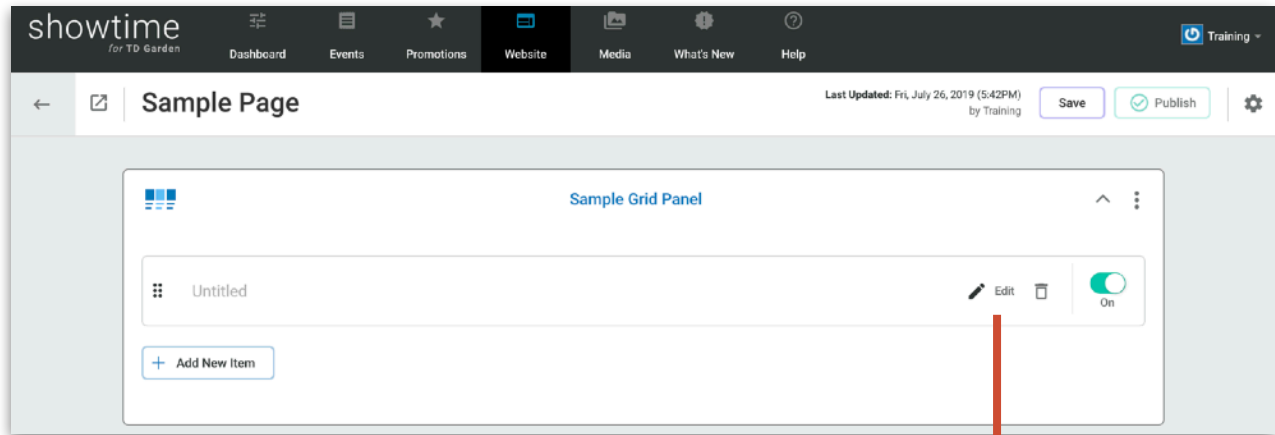 showtime
for TD Garden
Dashboard
Events
Promotions
Website
Media
What's New
Help
Training
Sample Page
Last Updated: Fri, July 26, 2019 (5:42PM)
by Training
Save
Publish
Sample Grid Panel
Untitled
Edit
On
+ Add New Item